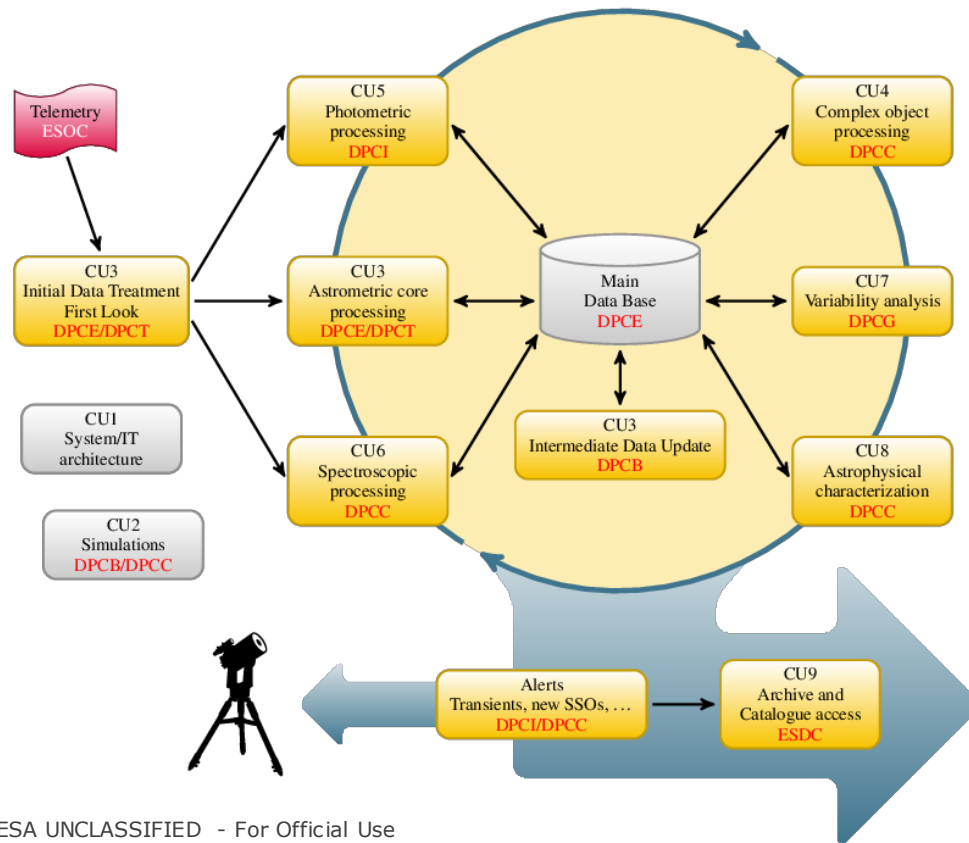 Telemetry
ESOC
CU5
Photometric
processing
DPCI
CU4
Complex object
processing
DPCC
CU3
Initial Data Treatment
First Look
DPCE/DPCT
CU3
Astrometric core
processing
DPCE/DPCT
Main
Data Base
DPCE
CU7
Variability analysis
DPCG
CU1
System/IT
architecture
CU6
Spectroscopic
processing
DPCC
CU3
Intermediate Data Update
DPCB
CU8
Astrophysical
characterization
DPCC
CU2
Simulations
DPCB/DPCC
Alerts
Transients, new SSOs, …
DPCI/DPCC
CU9
Archive and
Catalogue access
ESDC
ESA UNCLASSIFIED - For Official Use